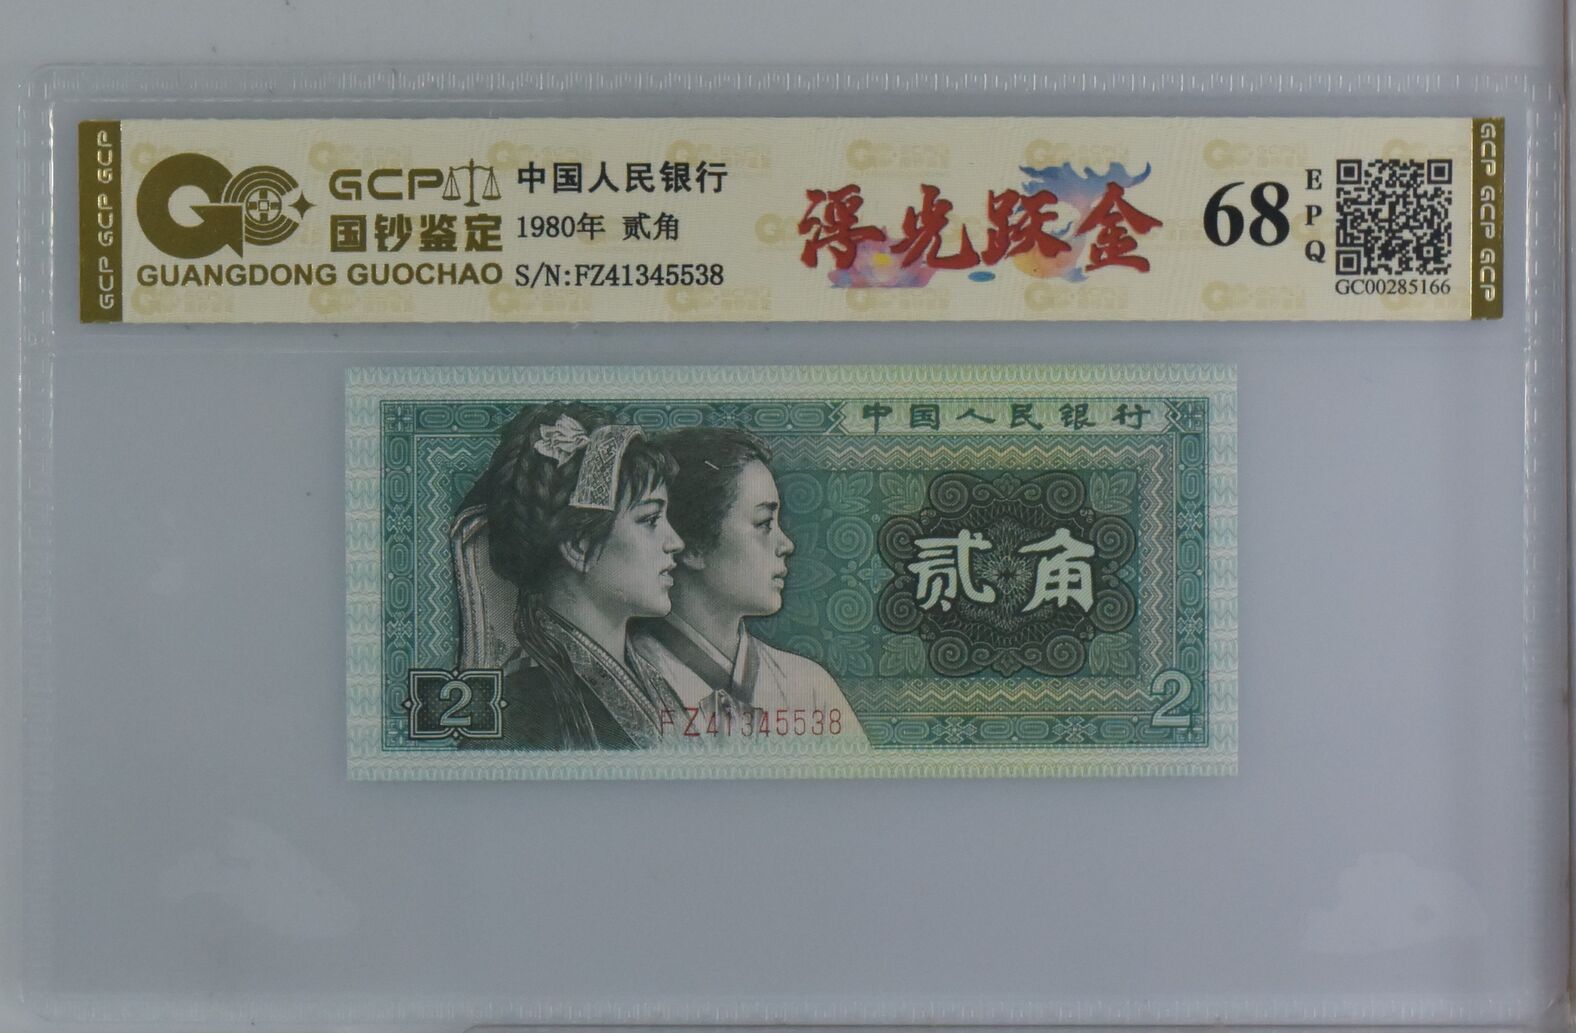 GCP GCP GCP
GCP
国钞鉴定
GUANGDONG GUOCHAO
中国人民银行
1980年 贰角
S/N:FZ41345538
浮光跃金
68
EPQ
GC00285166
GCP GCP GCP
中国人民银行
贰角
2
FZ41345538
2